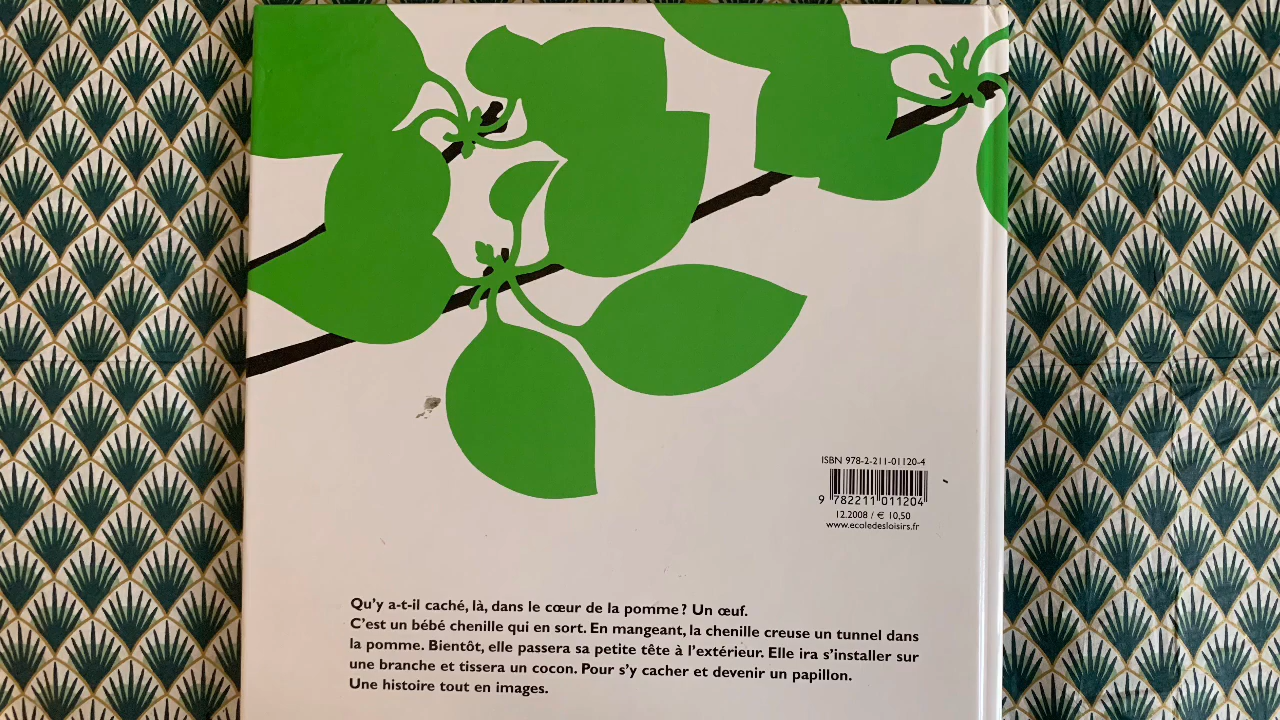 ISBN 978-2-211-01120-4
9 782211 011204
12.2008 / € 10,50
www.ecoledesloisirs.fr
Qu'y a-t-il caché, là, dans le cœur de la pomme ? Un œuf.
C'est un bébé chenille qui en sort. En mangeant, la chenille creuse un tunnel dans
la pomme. Bientôt, elle passera sa petite tête à l'extérieur. Elle ira s'installer sur
une branche et tissera un cocon. Pour s'y cacher et devenir un papillon.
Une histoire tout en images.